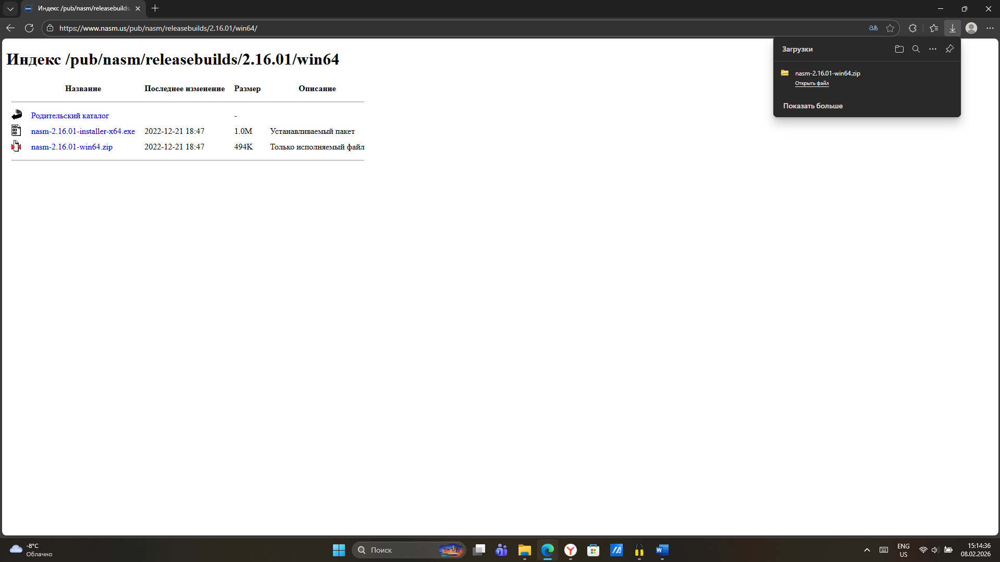 Индекс /pub/nasm/releasebuilds
https://www.nasm.us/pub/nasm/releasebuilds/2.16.01/win64/
Индекс /pub/nasm/releasebuilds/2.16.01/win64
Название Последнее изменение Размер Описание
Родительский каталог -
nasm-2.16.01-installer-x64.exe 2022-12-21 18:47 1.0M Устанавливаемый пакет
nasm-2.16.01-win64.zip 2022-12-21 18:47 494K Только исполняемый файл
Загрузки
nasm-2.16.01-win64.zip
Открыть файл
Показать больше
-8°C
Облачно
Поиск
ENG
US
15:14:36
08.02.2026